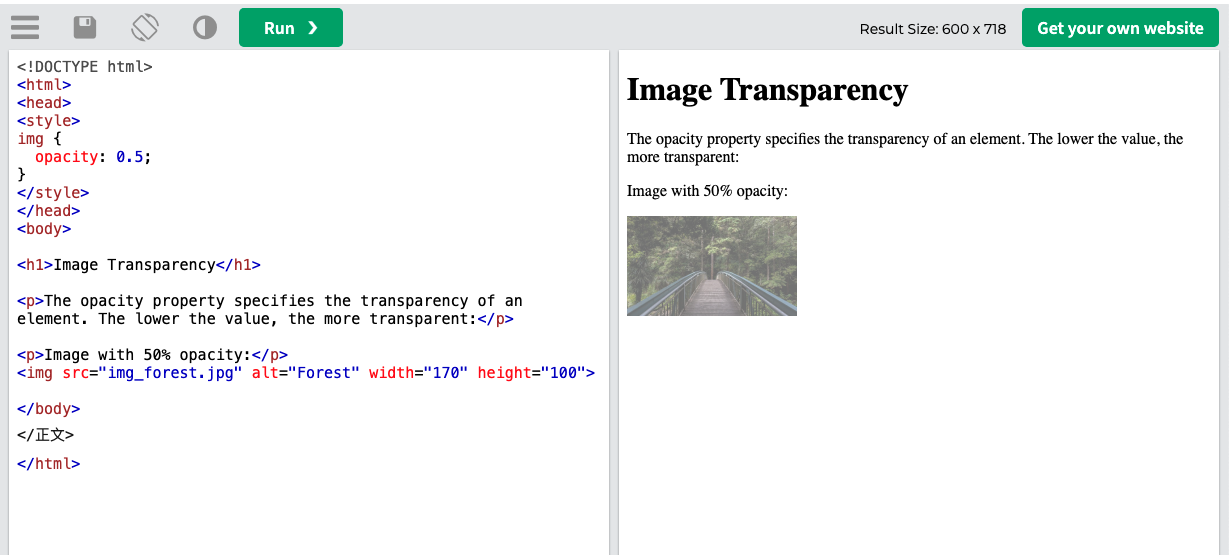 Run ❯
Result Size: 600 x 718
Get your own website
<!DOCTYPE html>
<html>
<head>
<style>
img {
  opacity: 0.5;
}
</style>
</head>
<body>
<h1>Image Transparency</h1>
<p>The opacity property specifies the transparency of an
element. The lower the value, the more transparent:</p>
<p>Image with 50% opacity:</p>
<img src="img_forest.jpg" alt="Forest" width="170" height="100">
</body>
</正文>
</html>
Image Transparency
The opacity property specifies the transparency of an element. The lower the value, the
more transparent:
Image with 50% opacity: